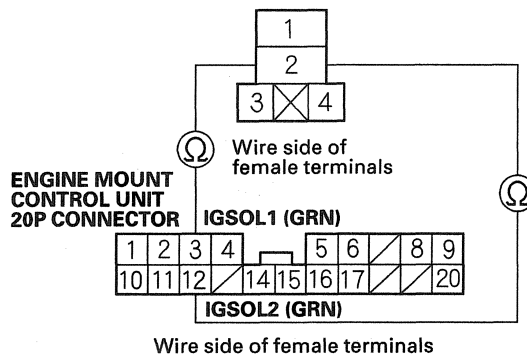 1
2
3 4
Ω
Wire side of
female terminals
Ω
ENGINE MOUNT
CONTROL UNIT
20P CONNECTOR
IGSOL1 (GRN)
1 2 3 4 5 6 8 9
10 11 12 14 15 16 17 20
IGSOL2 (GRN)
Wire side of female terminals